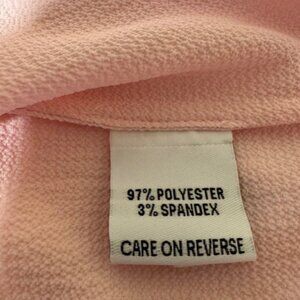 97% POLYESTER
3% SPANDEX
CARE ON REVERSE